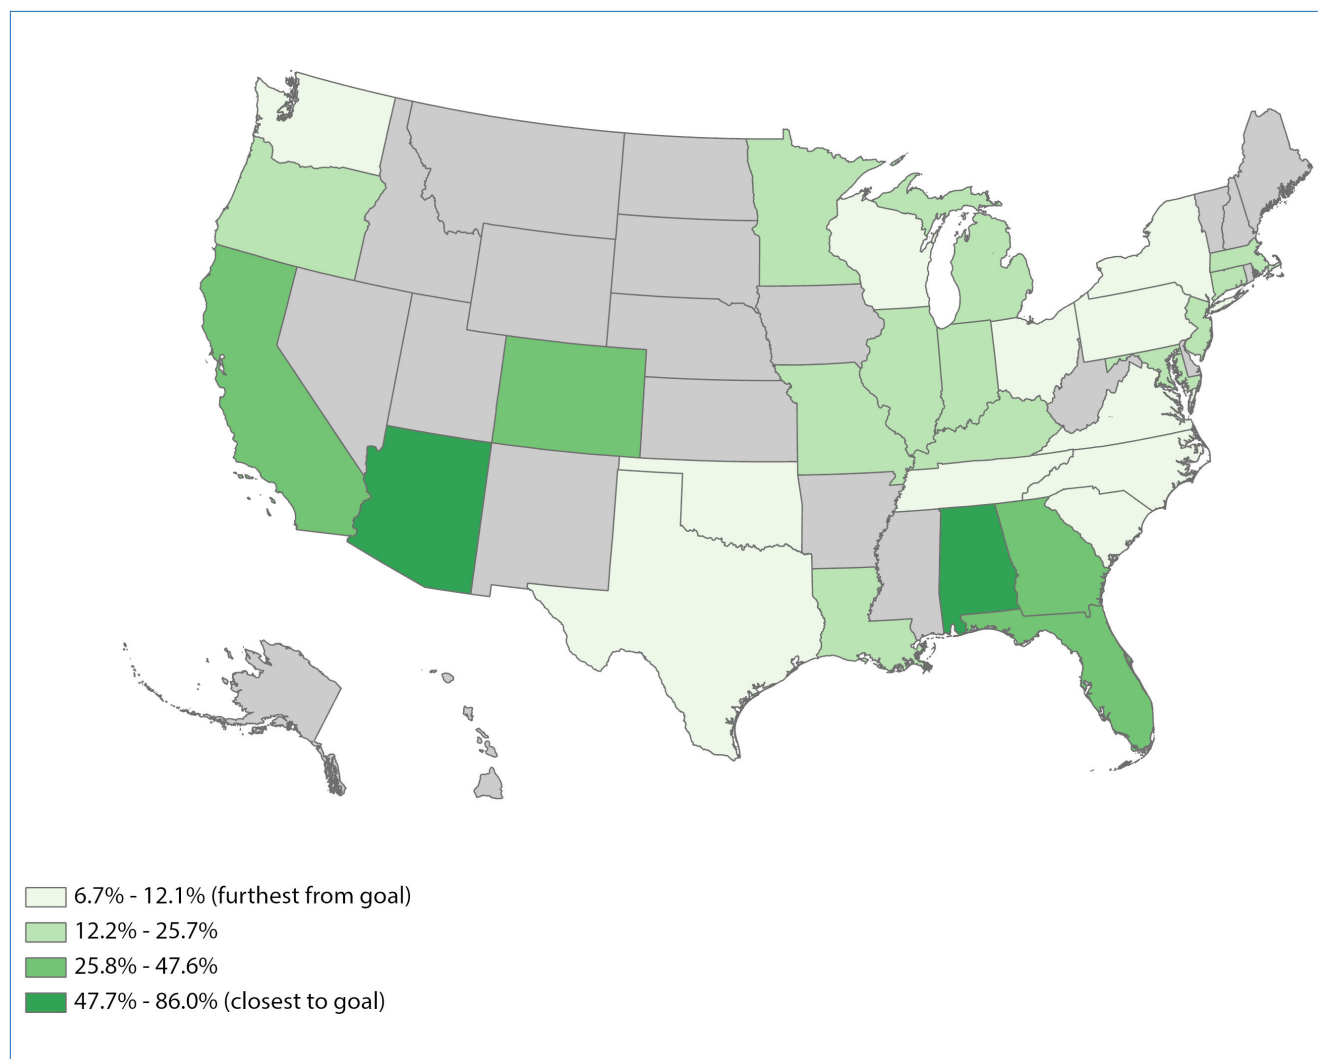 6.7% - 12.1% (furthest from goal)
12.2% - 25.7%
25.8% - 47.6%
47.7% - 86.0% (closest to goal)